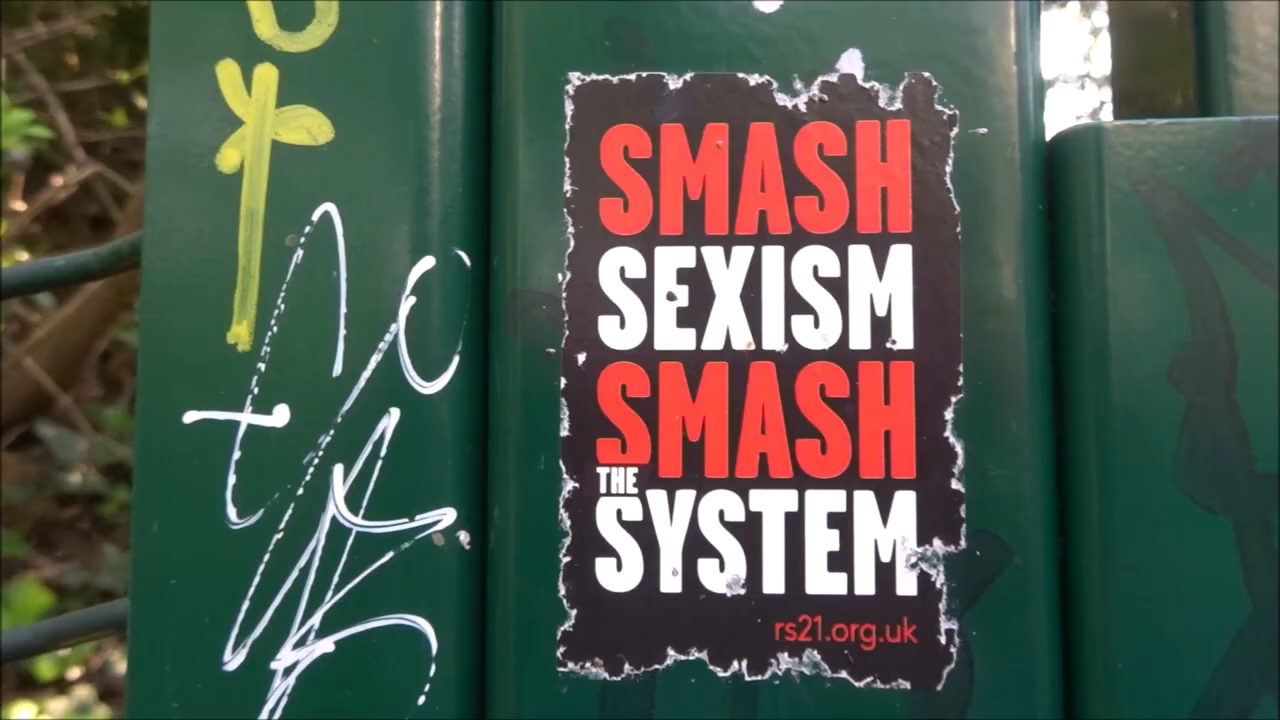 SMASH
SEXISM
SMASH
THE
SYSTEM
rs21.org.uk